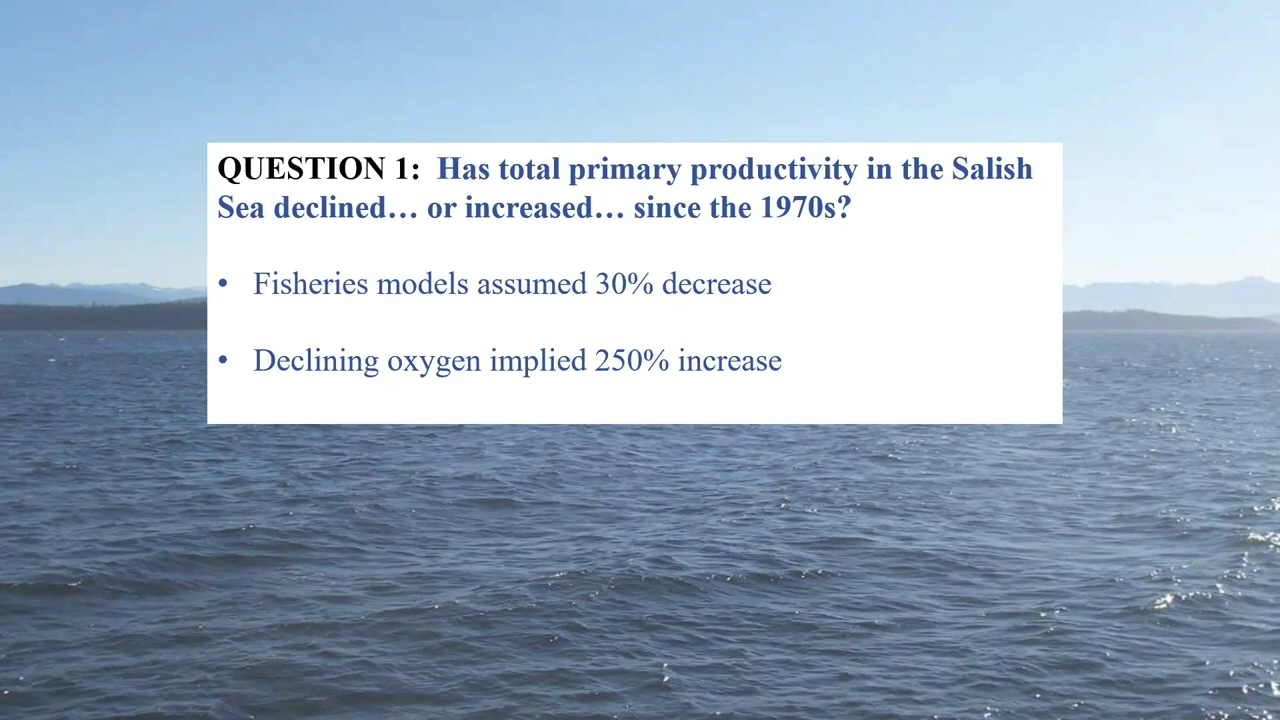 QUESTION 1: Has total primary productivity in the Salish
Sea declined… or increased… since the 1970s?
• Fisheries models assumed 30% decrease
• Declining oxygen implied 250% increase